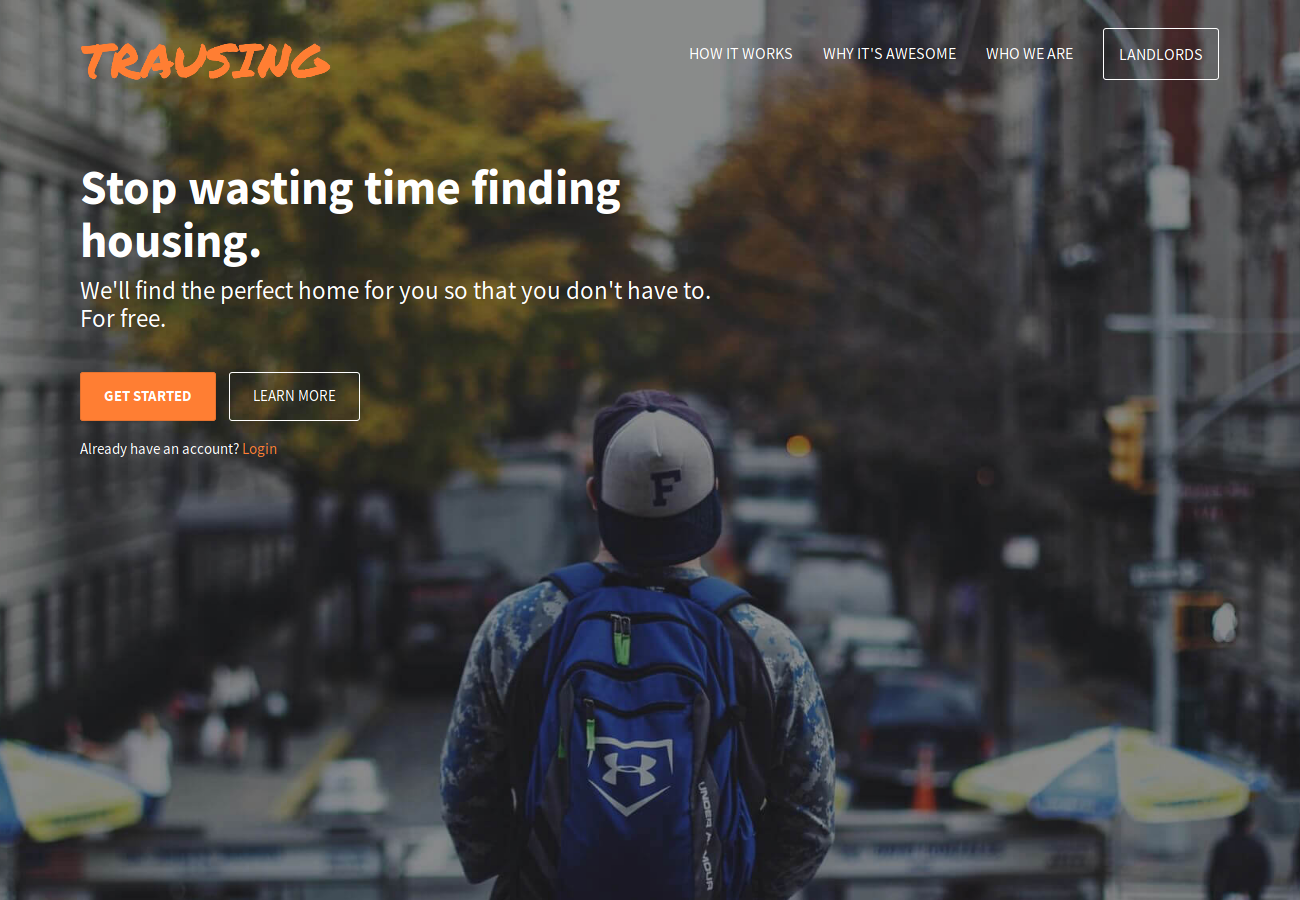 TRAUSING
HOW IT WORKS
WHY IT'S AWESOME
WHO WE ARE
LANDLORDS
Stop wasting time finding
housing.
We'll find the perfect home for you so that you don't have to.
For free.
GET STARTED
LEARN MORE
Already have an account? Login
F
UNDER ARMOUR